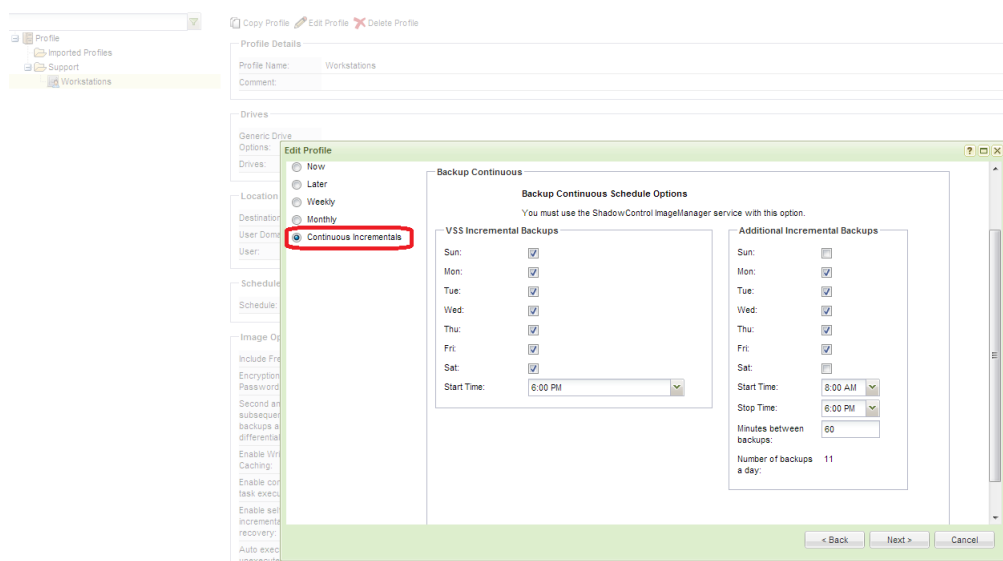 Copy Profile Edit Profile Delete Profile
Profile
Imported Profiles
Support
Workstations
Profile Details
Profile Name: Workstations
Comment:
Drives
Generic Drive
Options:
Drives:
Location
Destination
User Doma
User:
Schedule
Schedule:
Image Op
Include Fre
Encryption
Password
Second an
subsequen
backups a
differential
Enable Wri
Caching:
Enable con
task execu
Enable sel
incrementa
recovery:
Auto exec
unexecute
Edit Profile
Now
Later
Weekly
Monthly
Continuous Incrementals
Backup Continuous
Backup Continuous Schedule Options
You must use the ShadowControl ImageManager service with this option.
VSS Incremental Backups
Sun:
Mon:
Tue:
Wed:
Thu:
Fri:
Sat:
Start Time: 6:00 PM
Additional Incremental Backups
Sun:
Mon:
Tue:
Wed:
Thu:
Fri:
Sat:
Start Time: 8:00 AM
Stop Time: 6:00 PM
Minutes between 60
backups:
Number of backups 11
a day:
< Back Next > Cancel